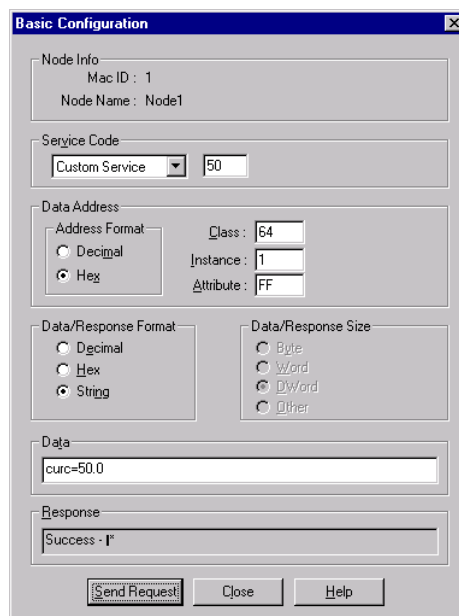 Basic Configuration
Node Info
Mac ID : 1
Node Name : Node1
Service Code
Custom Service 50
Data Address
Address Format
Decimal
Hex
Class : 64
Instance : 1
Attribute : FF
Data/Response Format
Decimal
Hex
String
Data/Response Size
Byte
Word
DWord
Other
Data
curc=50.0
Response
Success - |*
Send Request Close Help